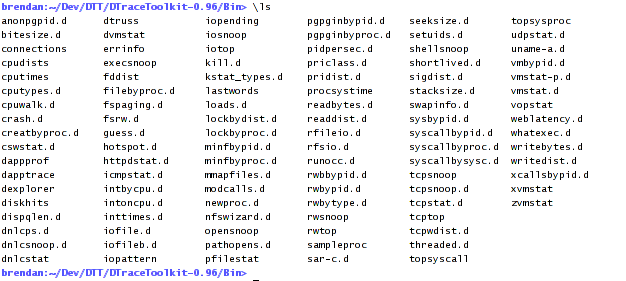 brendan:~/Dev/DTT/DTraceToolkit-0.96/Bin> \ls
anonpgpid.d dtruss iopending pgpginbypid.d seeksize.d topsysproc
bitesize.d dvmstat iosnoop pgpginbyproc.d setuids.d udpstat.d
connections errinfo iotop pidpersec.d shellsnoop uname-a.d
cpudists execsnoop kill.d priclass.d shortlived.d vmbypid.d
cputimes fddist kstat_types.d pridist.d sigdist.d vmstat-p.d
cputypes.d filebyproc.d lastwords procsystime stacksize.d vmstat.d
cpuwalk.d fspaging.d loads.d readbytes.d swapinfo.d vopstat
crash.d fsrw.d lockbydist.d readdist.d sysbypid.d weblatency.d
creatbyproc.d guess.d lockbyproc.d rfileio.d syscallbypid.d whatexec.d
cswstat.d hotspot.d minfbypid.d rfsio.d syscallbyproc.d writebytes.d
dappprof httpdstat.d minfbyproc.d runocc.d syscallbysysc.d writedist.d
dapptrace icmpstat.d mmapfiles.d rwbbypid.d tcpsnoop xcallsbypid.d
dexplorer intbycpu.d modcalls.d rwbypid.d tcpsnoop.d xvmstat
diskhits intoncpu.d newproc.d rwbytype.d tcpstat.d zvmstat
dispqlen.d inttimes.d nfswizard.d rwsnoop tcptop
dnlcps.d iofile.d opensnoop rwtop tcpwdist.d
dnlcsnoop.d iofileb.d pathopens.d sampleproc threaded.d
dnlcstat iopattern pfilestat sar-c.d topsyscall
brendan:~/Dev/DTT/DTraceToolkit-0.96/Bin> _